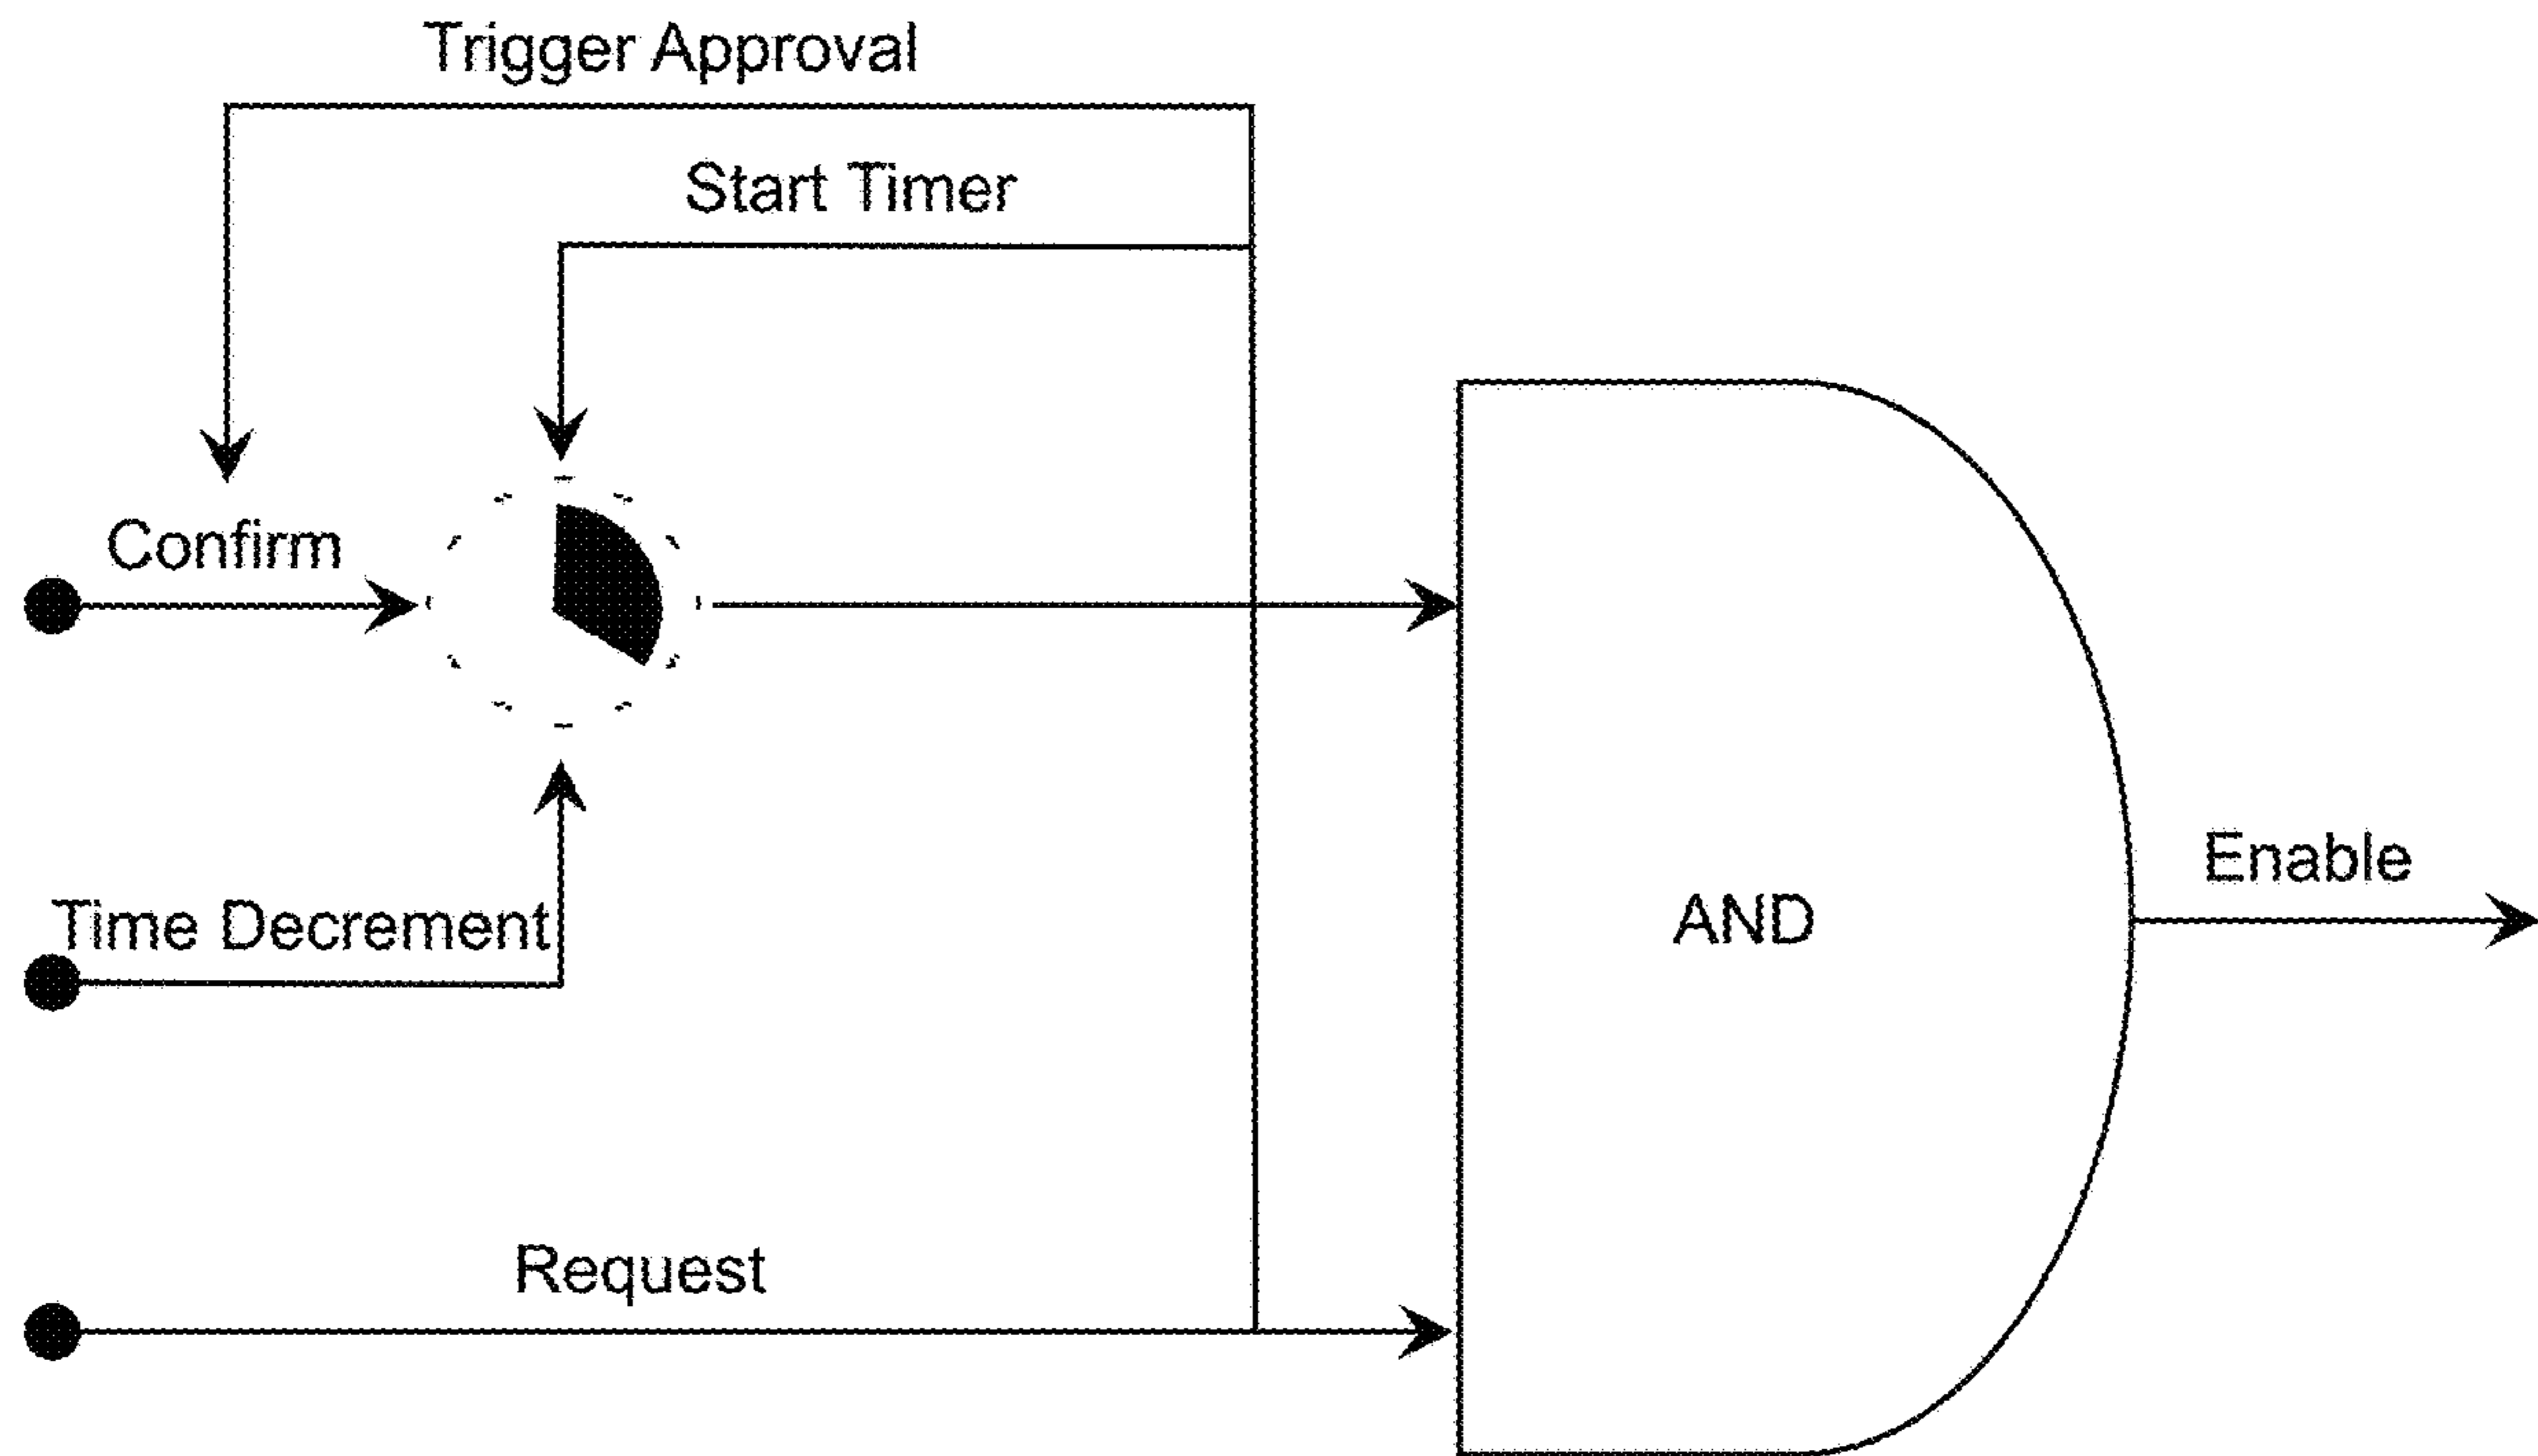 Trigger Approval
Start Timer
Confirm
Time Decrement
Enable
AND
Request